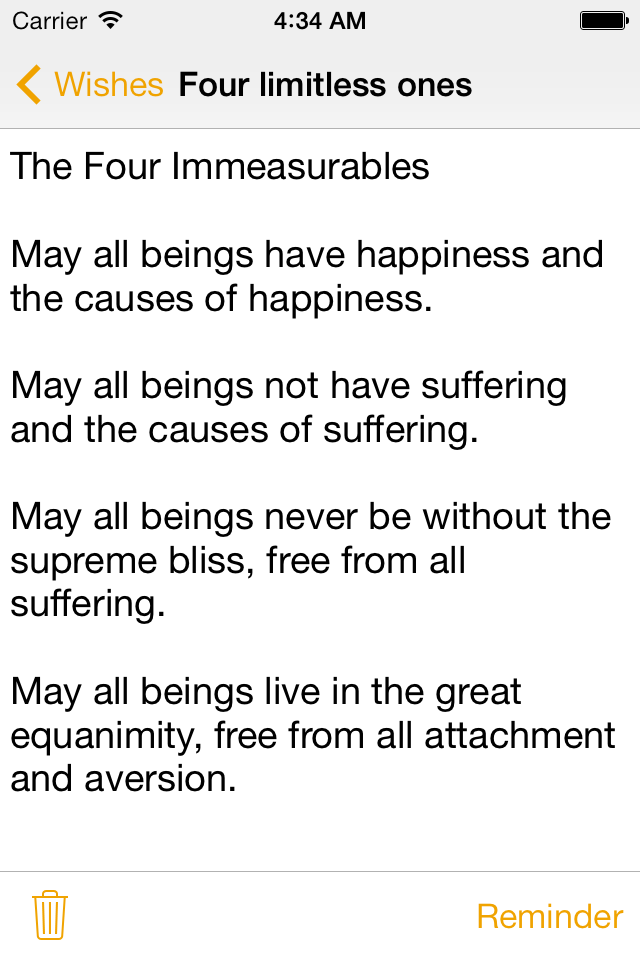 Carrier 4:34 AM
Wishes Four limitless ones
The Four Immeasurables
May all beings have happiness and
the causes of happiness.
May all beings not have suffering
and the causes of suffering.
May all beings never be without the
supreme bliss, free from all
suffering.
May all beings live in the great
equanimity, free from all attachment
and aversion.
Reminder